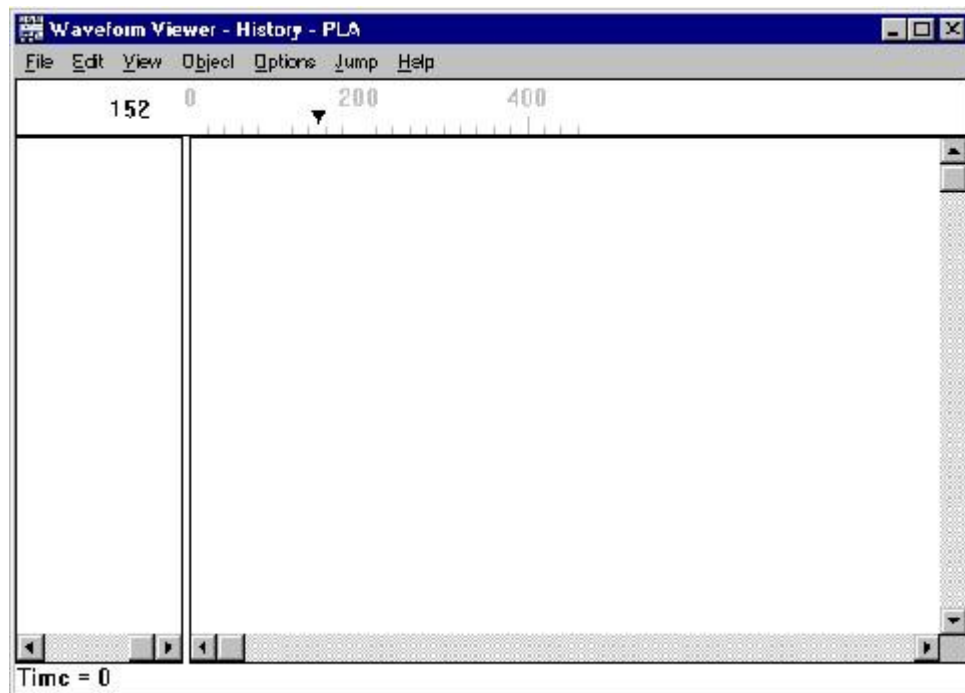 Waveform Viewer - History - PLA
File Edit View Object Options Jump Help
152 0 200 400
Time = 0